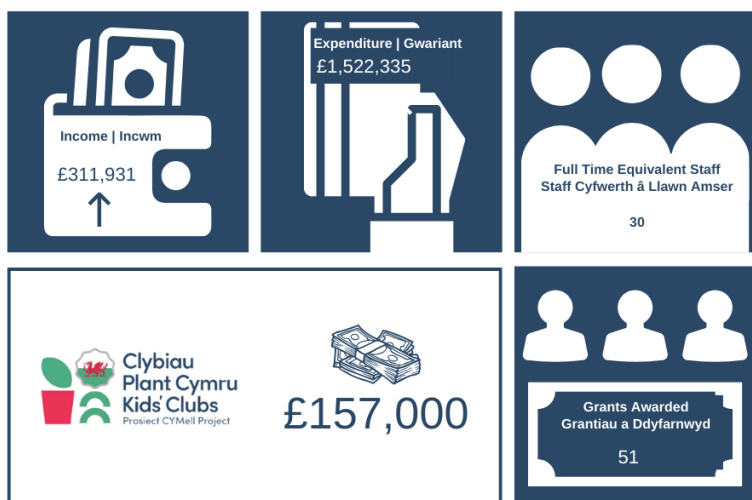 Income | Incwm
£311,931
Expenditure | Gwariant
£1,522,335
Full Time Equivalent Staff
Staff Cyfwerth â Llawn Amser
30
Clybiau
Plant Cymru
Kids' Clubs
Prosiect CYMell Project
£157,000
Grants Awarded
Grantiau a Ddyfarnwyd
51